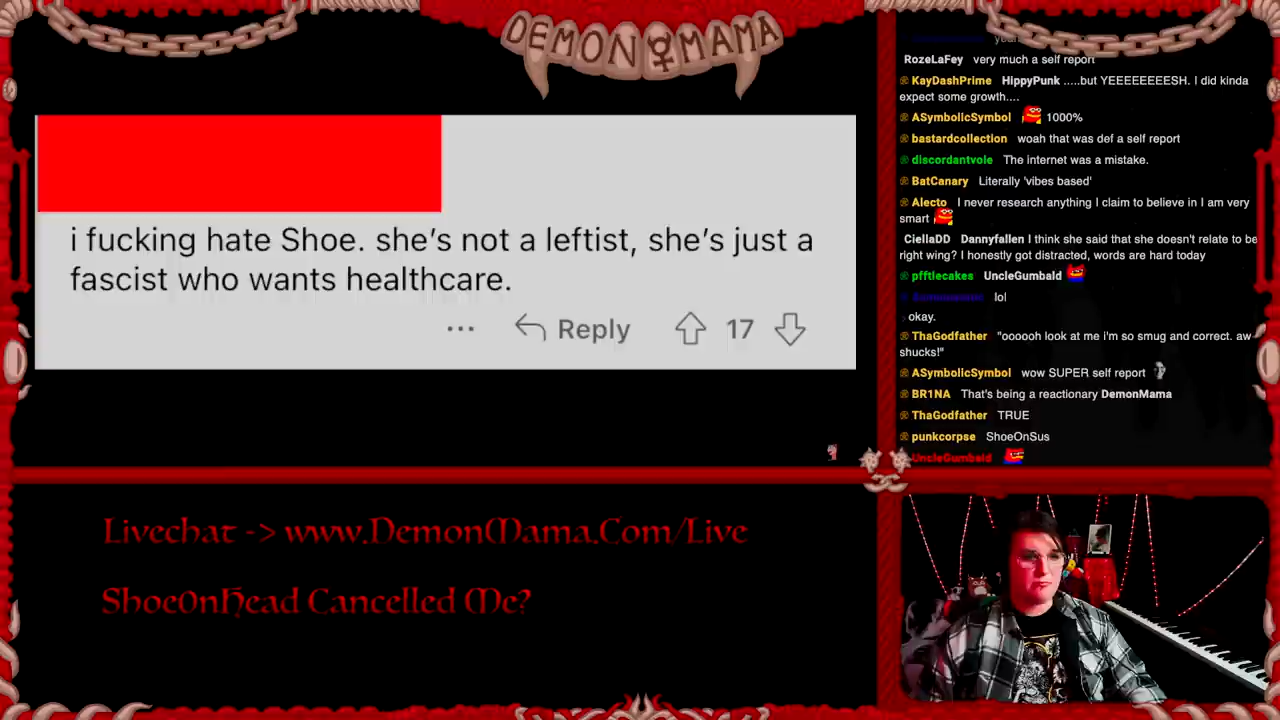 DEMON MAMA
i fucking hate Shoe. she's not a leftist, she's just a
fascist who wants healthcare.
... Reply 17
Livechat -> www.DemonMama.Com/Live
ShoeOnHead Cancelled Me?
RozeLaFey very much a self report
KayDashPrime HippyPunk .....but YEEEEEEESH. I did kinda
expect some growth....
ASymbolicSymbol 1000%
bastardcollection woah that was def a self report
discordantvole The internet was a mistake.
BatCanary Literally 'vibes based'
Alecto I never research anything I claim to believe in I am very
smart
CiellaDD Dannyfallen I think she said that she doesn't relate to be
right wing? I honestly got distracted, words are hard today
pfftlecakes UncleGumbald
lol
okay.
ThaGodfather "oooooh look at me i'm so smug and correct. aw
shucks!"
ASymbolicSymbol wow SUPER self report
BR1NA That's being a reactionary DemonMama
ThaGodfather TRUE
punkcorpse ShoeOnSus
UncleGumbald